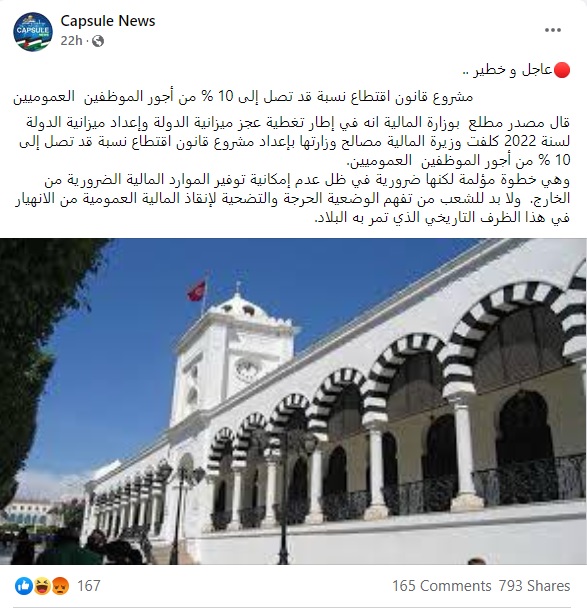 CAPSULE
NEWS
Capsule News
22h ·
عاجل و خطير ..
مشروع قانون اقتطاع نسبة قد تصل إلى 10 % من أجور الموظفين العموميين
قال مصدر مطلع بوزارة المالية انه في إطار تغطية عجز ميزانية الدولة وإعداد ميزانية الدولة
لسنة 2022 كلفت وزيرة المالية مصالح وزارتها بإعداد مشروع قانون اقتطاع نسبة قد تصل إلى
10 % من أجور الموظفين العموميين.
وهي خطوة مؤلمة لكنها ضرورية في ظل عدم إمكانية توفير الموارد المالية الضرورية من
الخارج. ولا بد للشعب من تفهم الوضعية الحرجة والتضحية لإنقاذ المالية العمومية من الانهيار
في هذا الظرف التاريخي الذي تمر به البلاد.
167
165 Comments 793 Shares